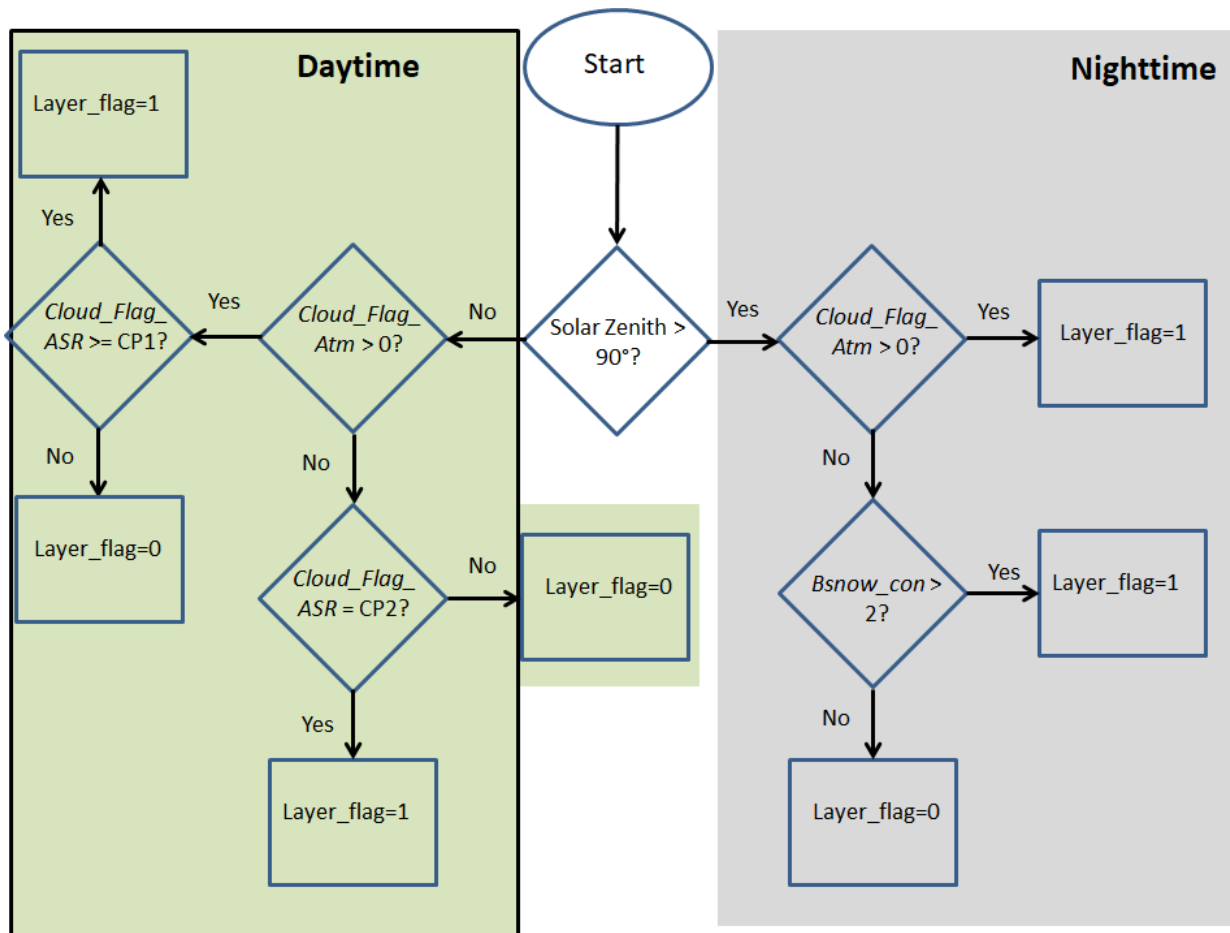 Daytime
Start
Nighttime
Layer_flag=1
Yes
Cloud_Flag_
ASR >= CP1?
Yes
Cloud_Flag_
Atm > 0?
No
Solar Zenith >
90°?
Yes
Cloud_Flag_
Atm > 0?
Yes
Layer_flag=1
No
No
No
Layer_flag=0
Cloud_Flag_
ASR = CP2?
No
Layer_flag=0
Bsnow_con >
2?
Yes
Layer_flag=1
Yes
No
Layer_flag=1
Layer_flag=0